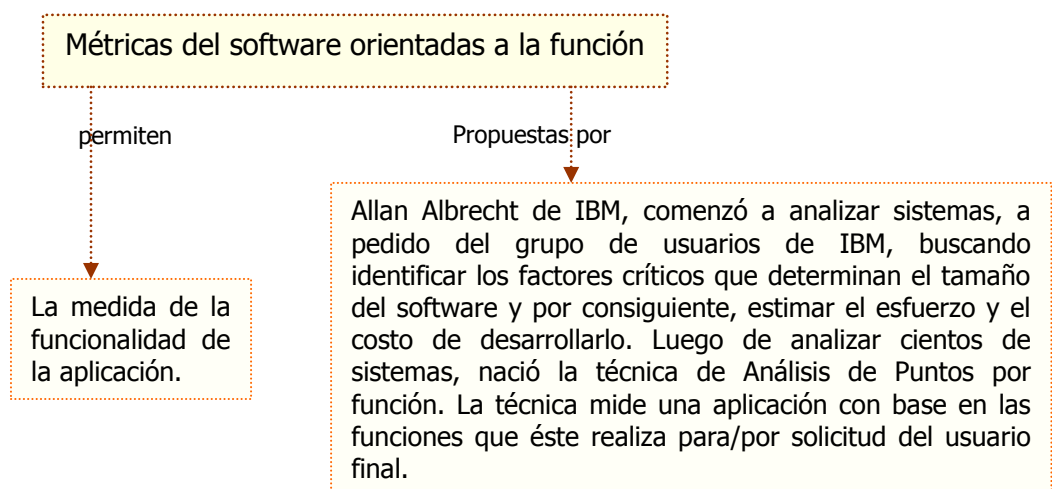 Métricas del software orientadas a la función
permiten
Propuestas por
La medida de la
funcionalidad de
la aplicación.
Allan Albrecht de IBM, comenzó a analizar sistemas, a
pedido del grupo de usuarios de IBM, buscando
identificar los factores críticos que determinan el tamaño
del software y por consiguiente, estimar el esfuerzo y el
costo de desarrollarlo. Luego de analizar cientos de
sistemas, nació la técnica de Análisis de Puntos por
función. La técnica mide una aplicación con base en las
funciones que éste realiza para/por solicitud del usuario
final.